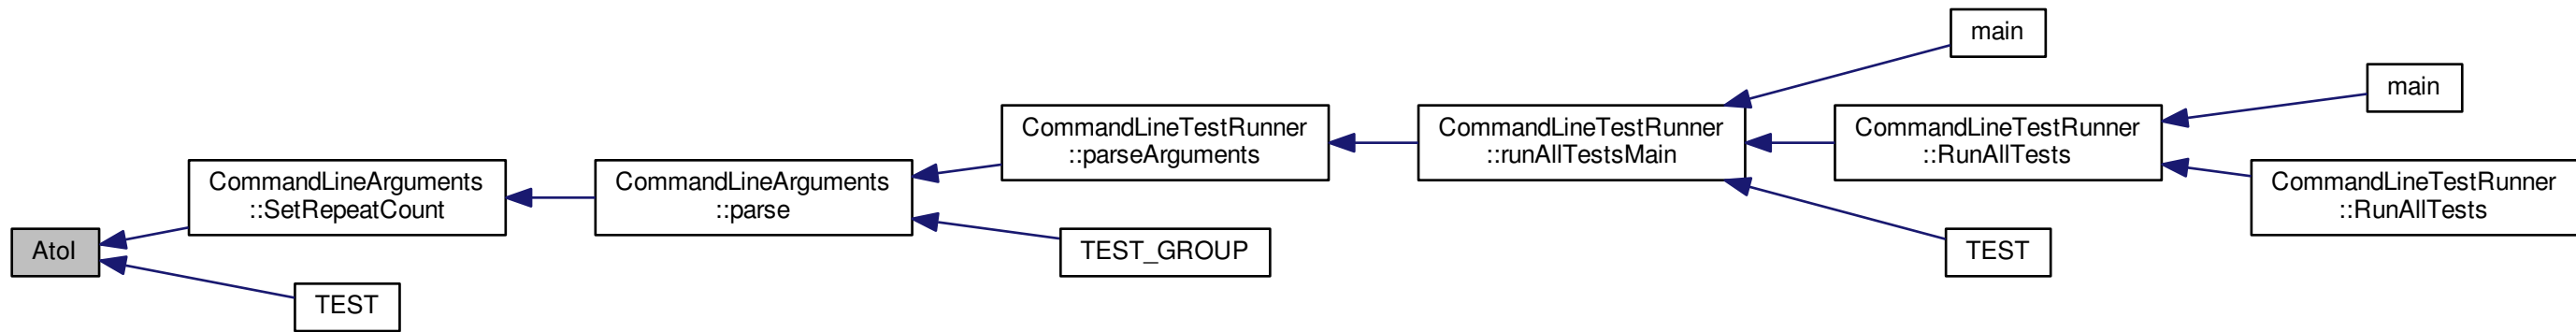 AtoI
CommandLineArguments
::SetRepeatCount
TEST
CommandLineArguments
::parse
CommandLineTestRunner
::parseArguments
TEST_GROUP
CommandLineTestRunner
::runAllTestsMain
main
CommandLineTestRunner
::RunAllTests
TEST
main
CommandLineTestRunner
::RunAllTests